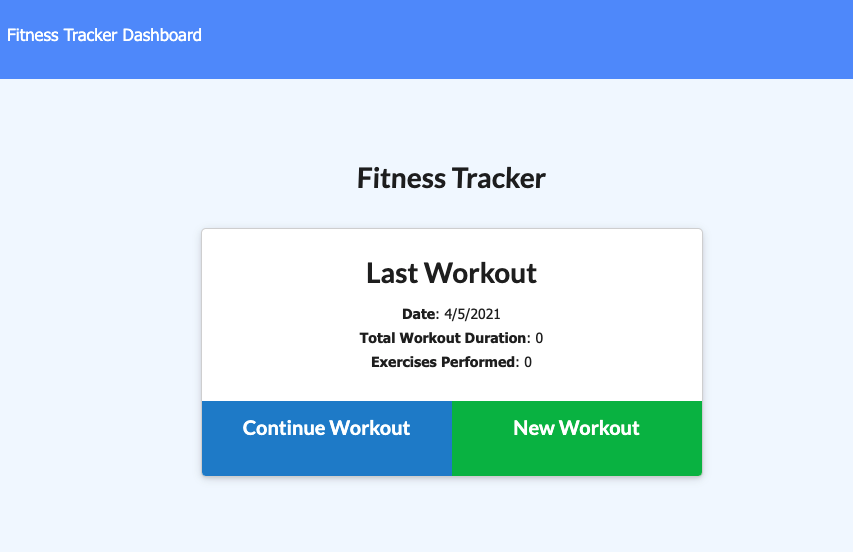 Fitness Tracker Dashboard
Fitness Tracker
Last Workout
Date: 4/5/2021
Total Workout Duration: 0
Exercises Performed: 0
Continue Workout
New Workout